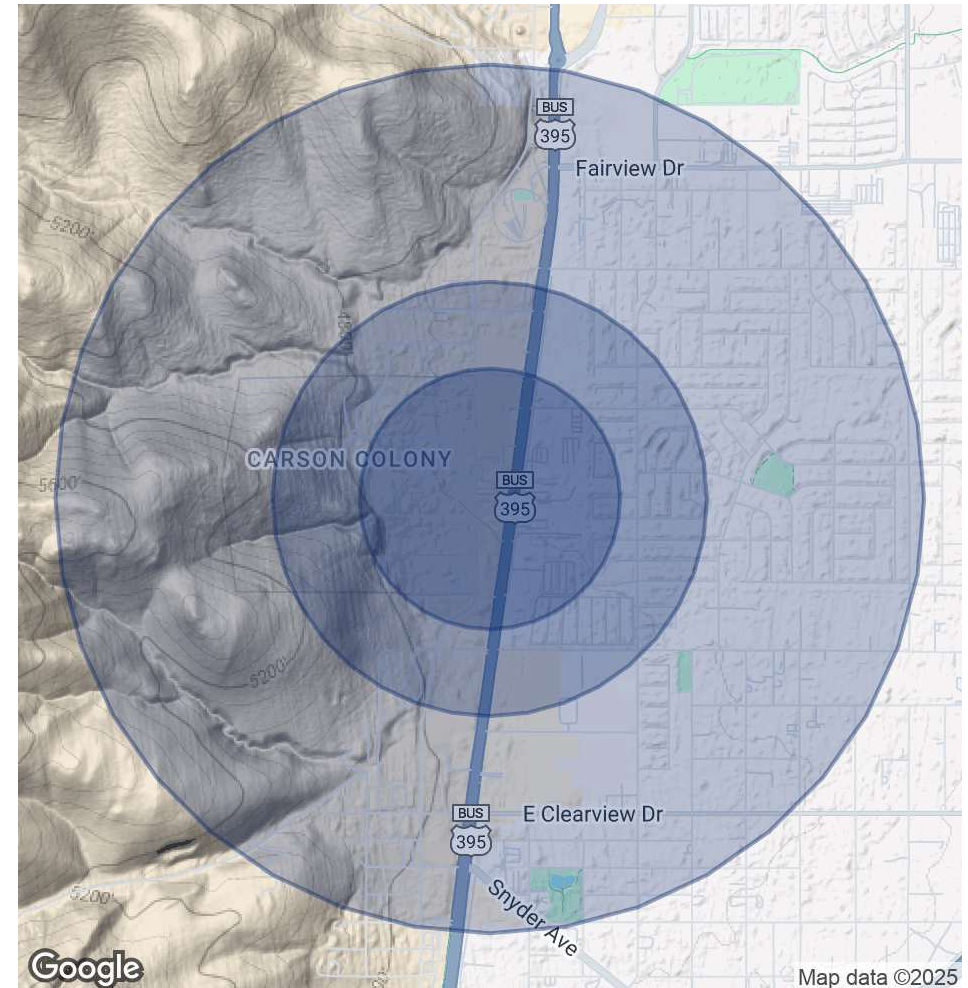 BUS
395
Fairview Dr
5200'
4800'
CARSON COLONY
BUS
395
5600'
5200'
BUS
395
E Clearview Dr
Snyder Ave
5200'
Google
Map data ©2025